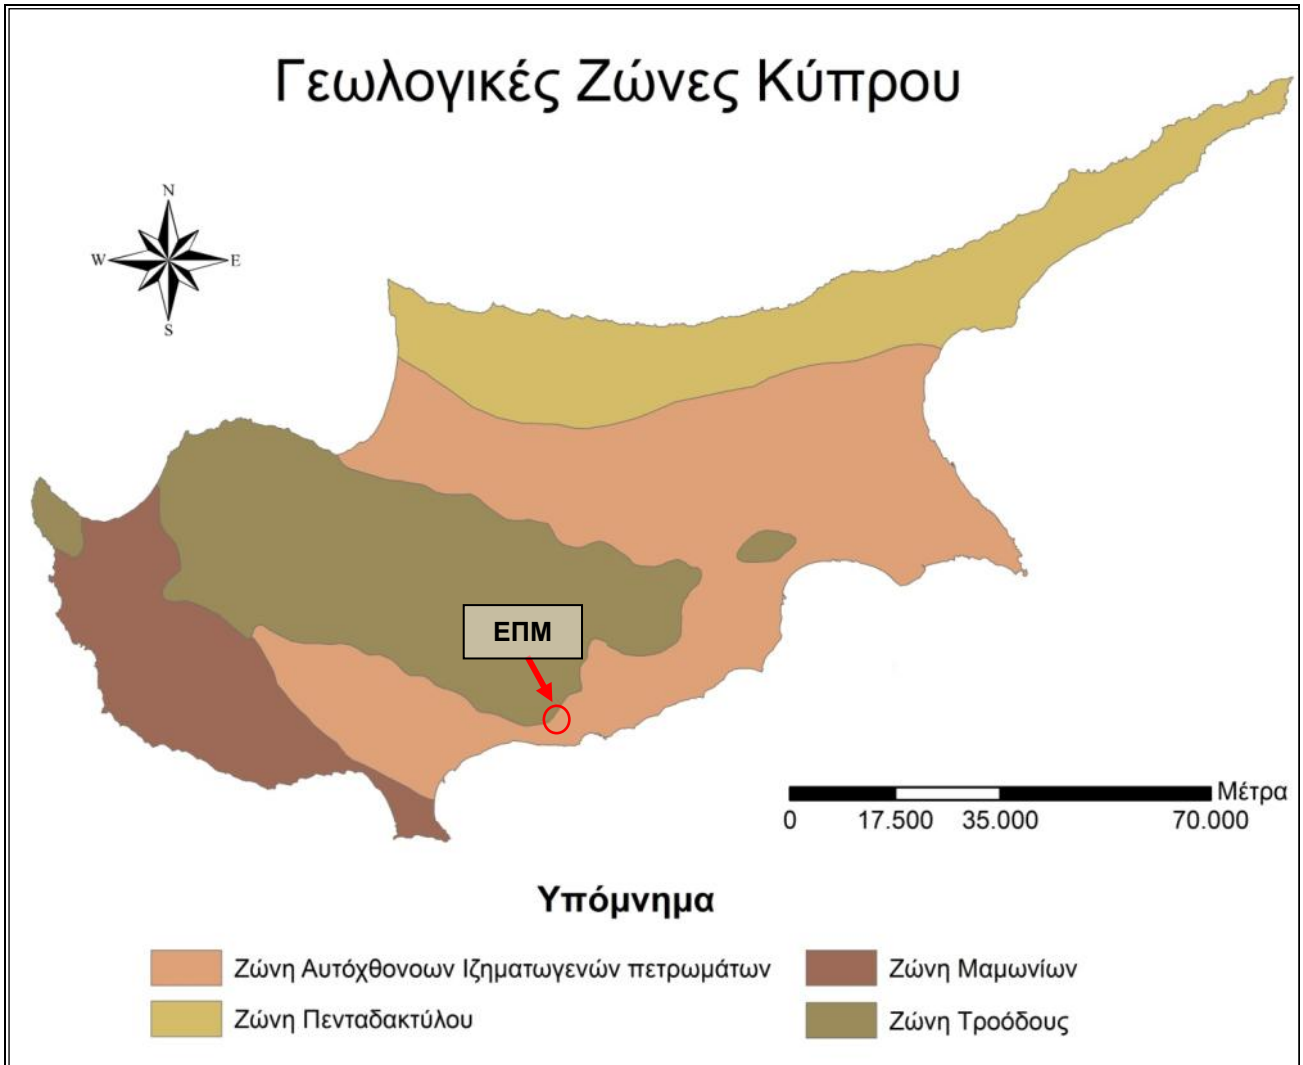 Γεωλογικές Ζώνες Κύπρου
N
W E
S
ΕΠΜ
Μέτρα
0 17.500 35.000 70.000
Υπόμνημα
Ζώνη Αυτόχθονοων Ιζηματωγενών πετρωμάτων
Ζώνη Μαμωνίων
Ζώνη Πενταδακτύλου
Ζώνη Τροόδους